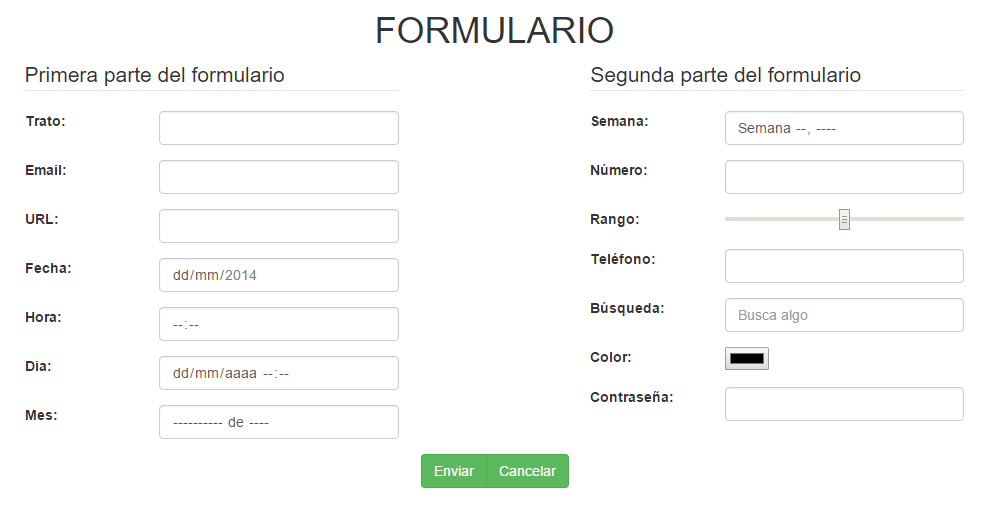 FORMULARIO
Primera parte del formulario
Trato:
Email:
URL:
Fecha: dd/mm/2014
Hora: --:--
Dia: dd/mm/aaaa --:--
Mes: ---------- de ----
Segunda parte del formulario
Semana: Semana --, ----
Número:
Rango:
Teléfono:
Búsqueda: Busca algo
Color:
Contraseña:
Enviar Cancelar